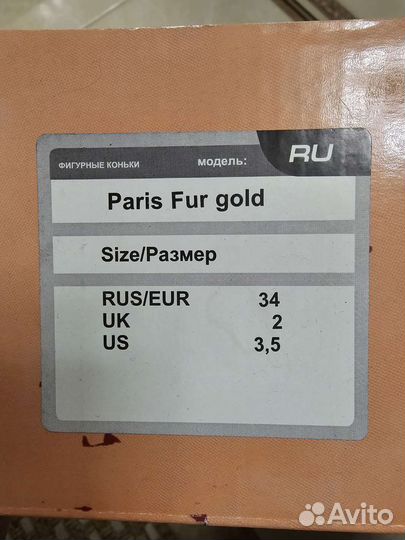 ФИГУРНЫЕ КОНЬКИ модель: RU
Paris Fur gold
Size/Размер
RUS/EUR 34
UK 2
US 3,5
Avito